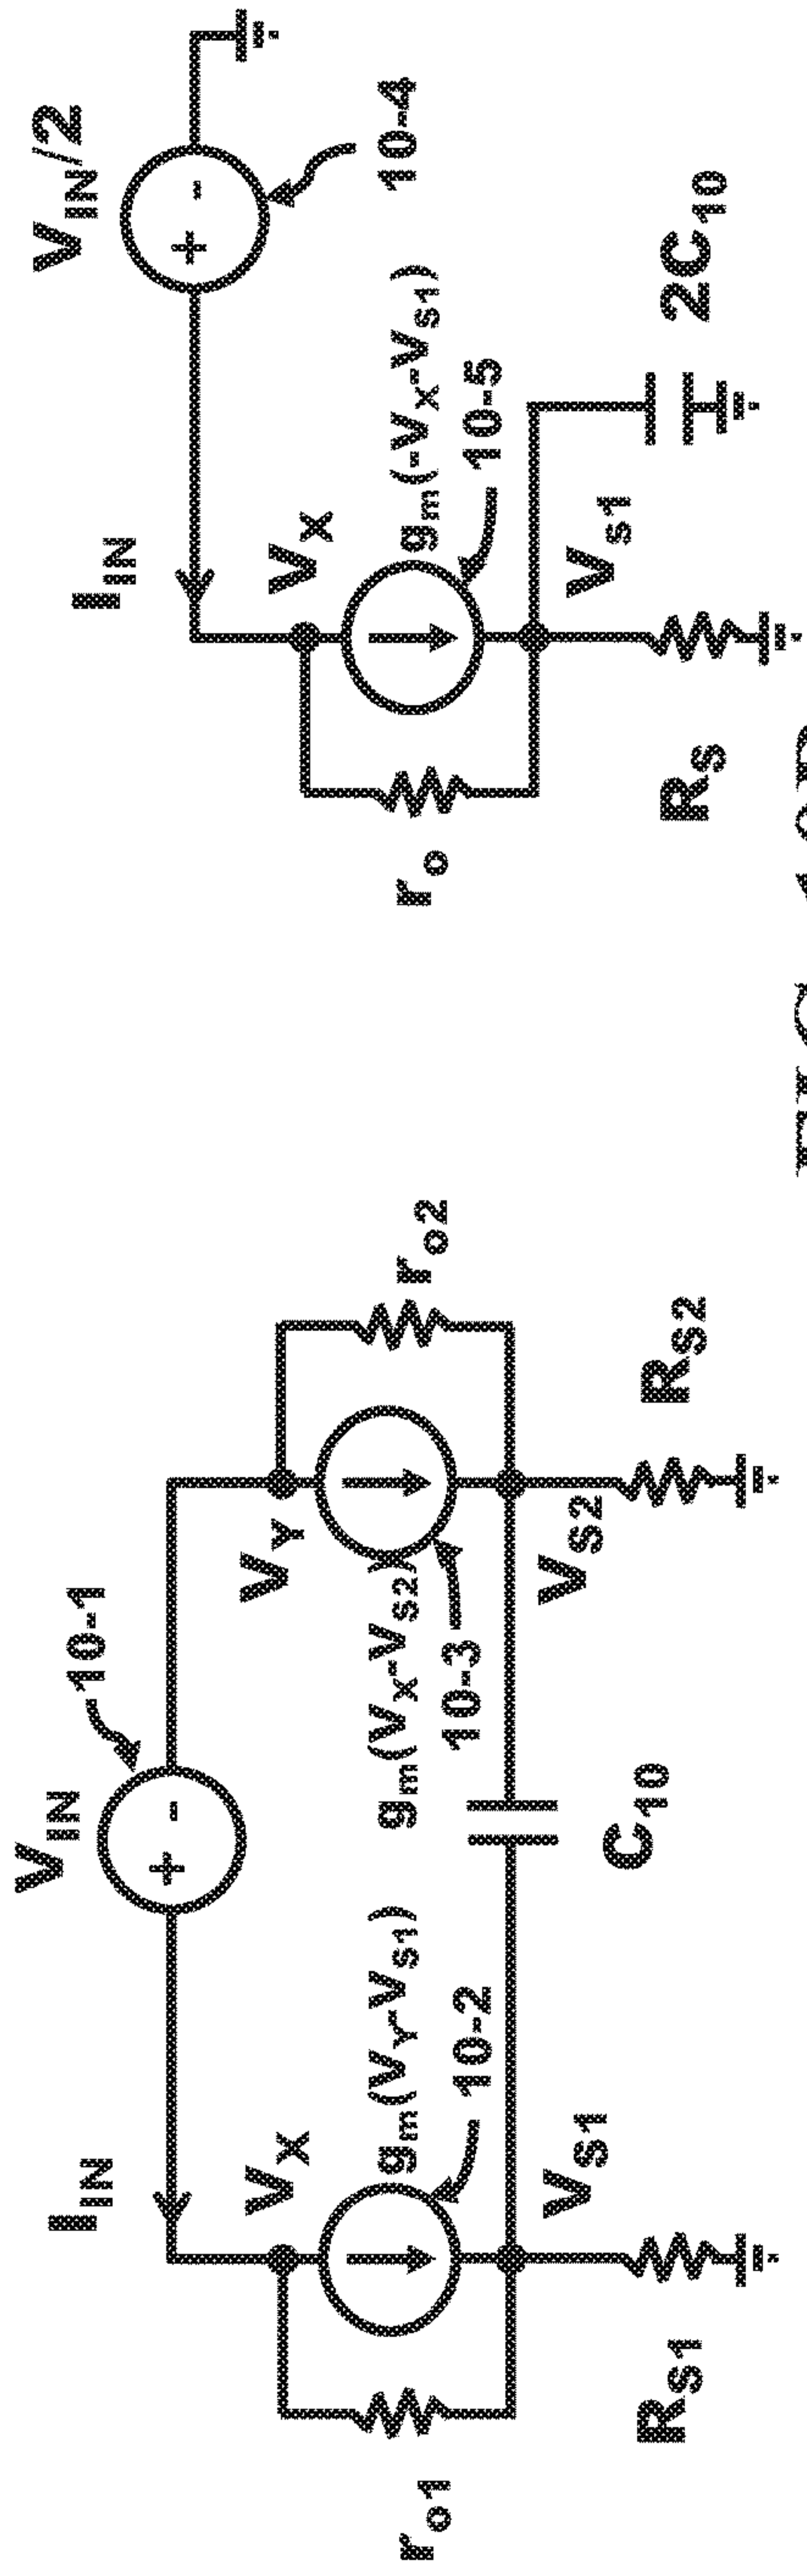 V_IN
10-1
I_IN
V_X
V_Y
g_m(V_Y-V_S1)
10-2
g_m(V_X-V_S2)
10-3
r_o1
r_o2
V_S1
V_S2
C_10
R_S1
R_S2
V_IN/2
10-4
I_IN
V_X
g_m(-V_X-V_s1)
10-5
r_o
V_s1
2C_10
R_S